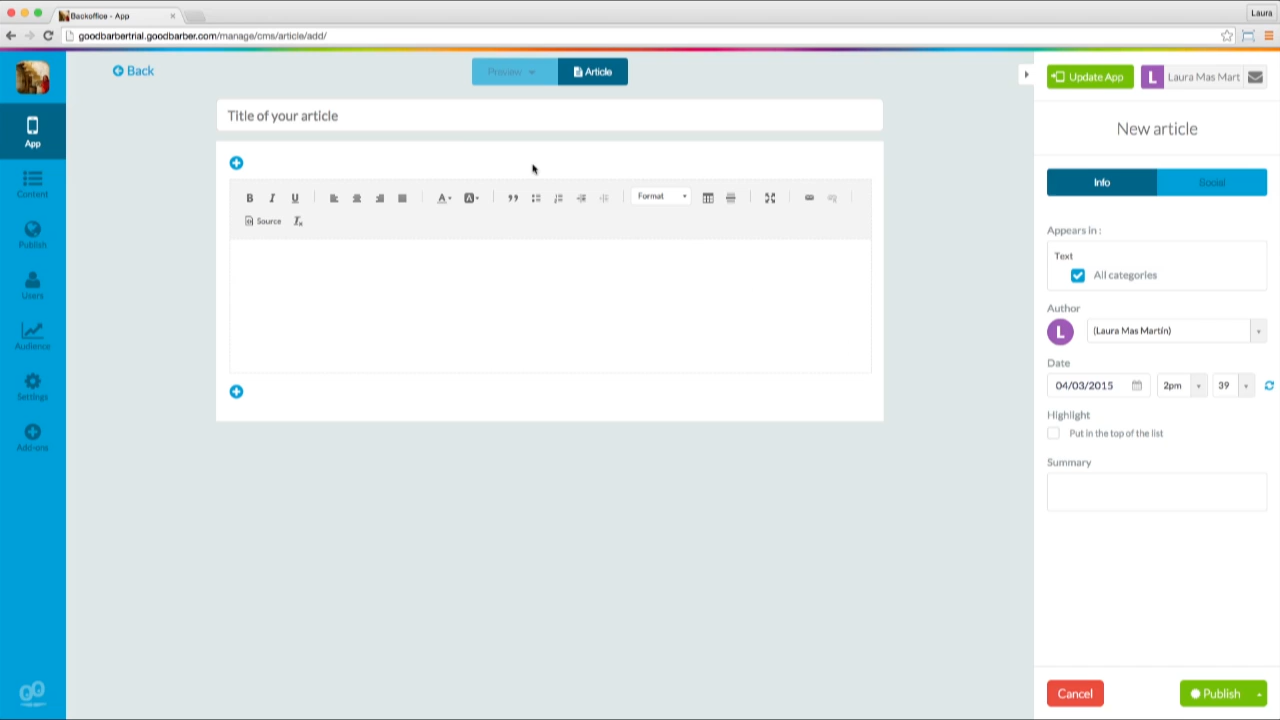 Backoffice - App
Laura
goodbarbertrial.goodbarber.com/manage/cms/article/add/
Back
Preview
Article
Update App
L
Laura Mas Mart
App
Title of your article
New article
Content
B I U
A
A
Format
Info
Social
Source
Publish
Appears in :
Text
All categories
Users
Author
L
(Laura Mas Martín)
Audience
Date
04/03/2015
2pm
39
Settings
Highlight
Put in the top of the list
Add-ons
Summary
Cancel
Publish